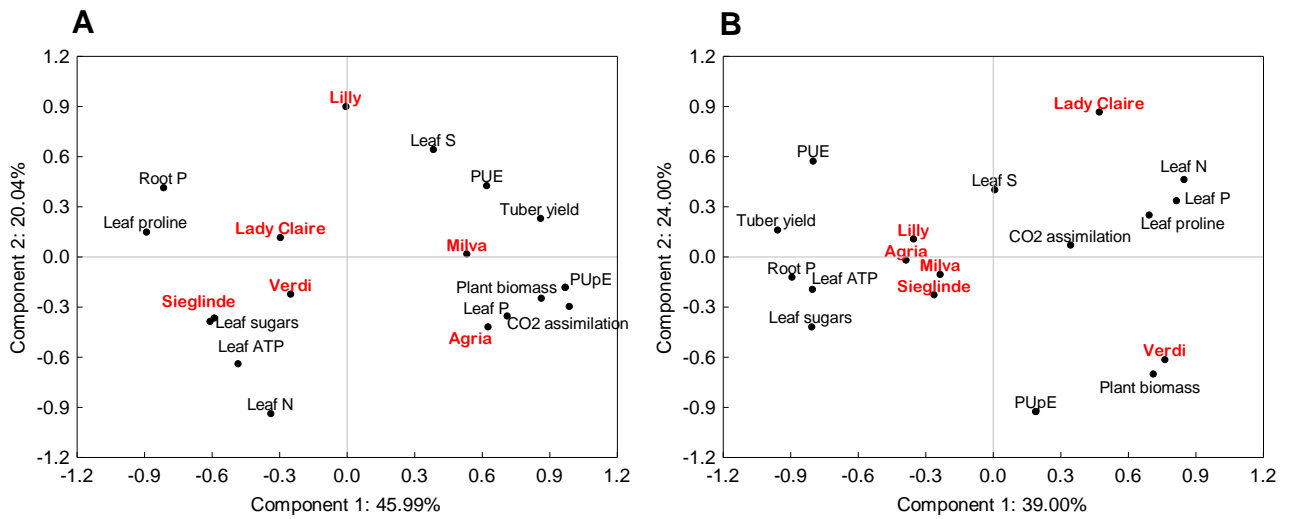 A
1.2
0.9
0.6
0.3
0.0
-0.3
-0.6
-0.9
-1.2
Component 2: 20.04%
Lilly
Leaf S
Root P
PUE
Leaf proline
Tuber yield
Lady Claire
Milva
Verdi
PUpE
Plant biomass
Sieglinde
Leaf P
Leaf sugars
CO2 assimilation
Agria
Leaf ATP
Leaf N
-1.2 -0.9 -0.6 -0.3 0.0 0.3 0.6 0.9 1.2
Component 1: 45.99%
B
1.2
0.9
0.6
0.3
0.0
-0.3
-0.6
-0.9
-1.2
Component 2: 24.00%
Lady Claire
PUE
Leaf N
Leaf S
Leaf P
Tuber yield
Leaf proline
Lilly
CO2 assimilation
Agria
Root P
Milva
Leaf ATP
Sieglinde
Leaf sugars
Verdi
Plant biomass
PUpE
-1.2 -0.9 -0.6 -0.3 0.0 0.3 0.6 0.9 1.2
Component 1: 39.00%